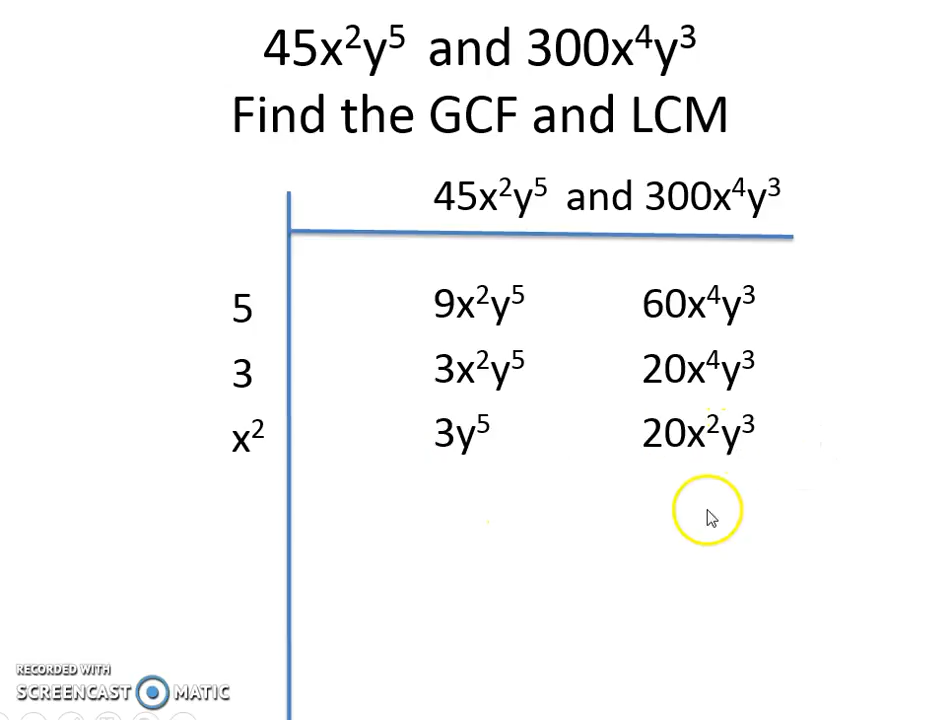 45x²y⁵ and 300x⁴y³
Find the GCF and LCM
45x²y⁵ and 300x⁴y³
5 9x²y⁵ 60x⁴y³
3 3x²y⁵ 20x⁴y³
x² 3y⁵ 20x²y³
RECORDED WITH
SCREENCAST MATIC